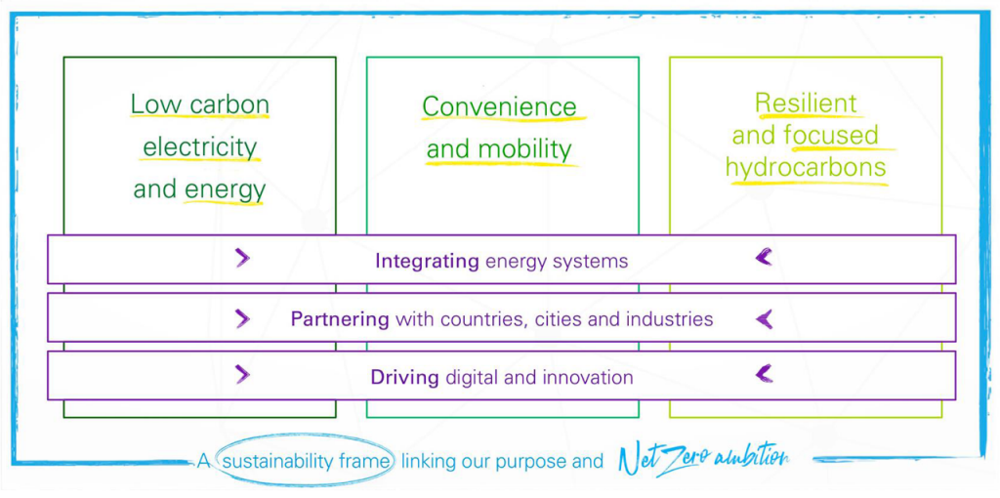 Low carbon
electricity
and energy
Convenience
and mobility
Resilient
and focused
hydrocarbons
Integrating energy systems
Partnering with countries, cities and industries
Driving digital and innovation
A sustainability frame linking our purpose and Net Zero ambition